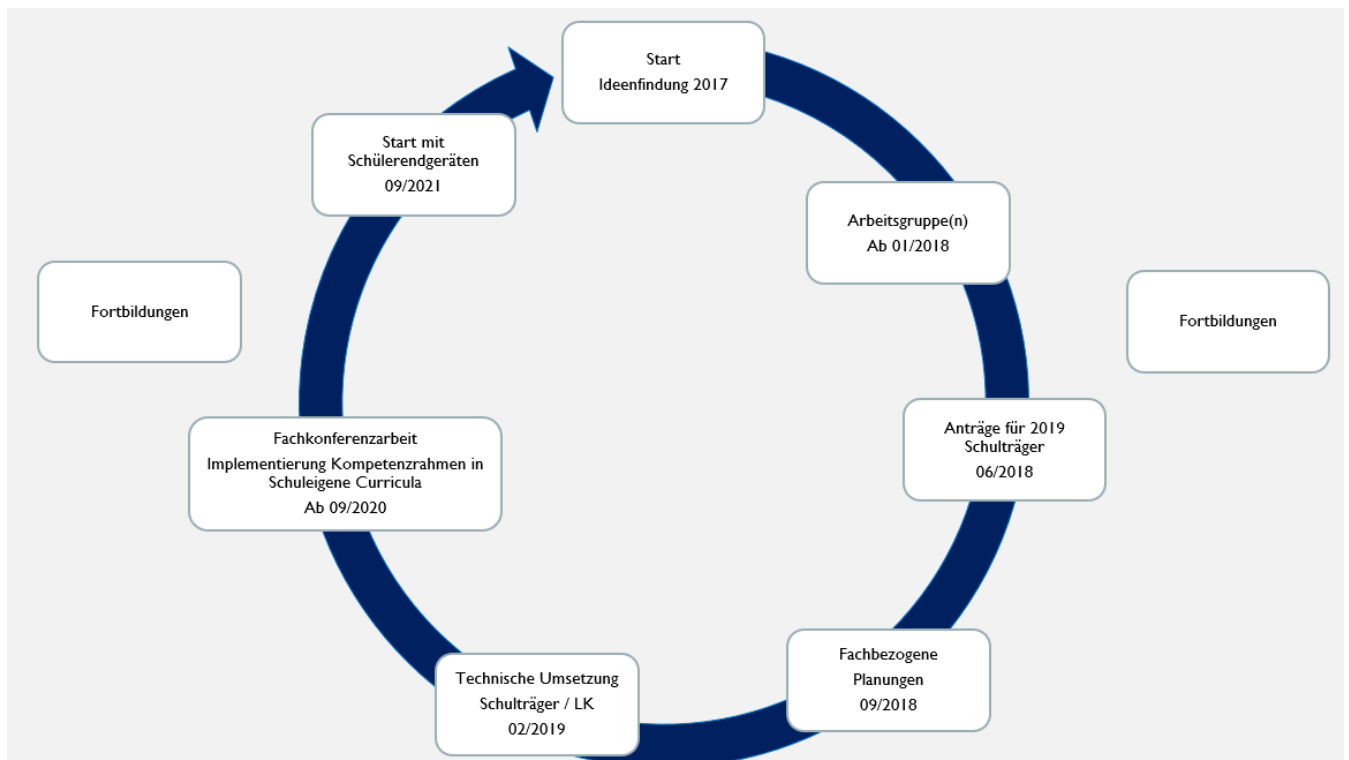 Start
Ideenfindung 2017
Arbeitsgruppe(n)
Ab 01/2018
Fortbildungen
Anträge für 2019
Schulträger
06/2018
Fachbezogene
Planungen
09/2018
Technische Umsetzung
Schulträger / LK
02/2019
Fachkonferenzarbeit
Implementierung Kompetenzrahmen in
Schuleigene Curricula
Ab 09/2020
Fortbildungen
Start mit
Schülerendgeräten
09/2021